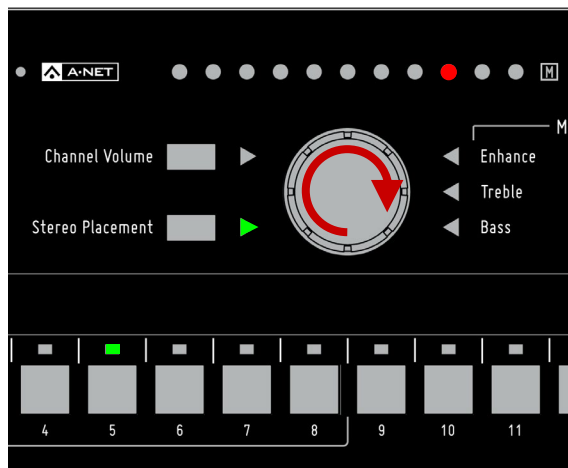 A·NET
M
M
Channel Volume
Enhance
Treble
Stereo Placement
Bass
4 5 6 7 8 9 10 11